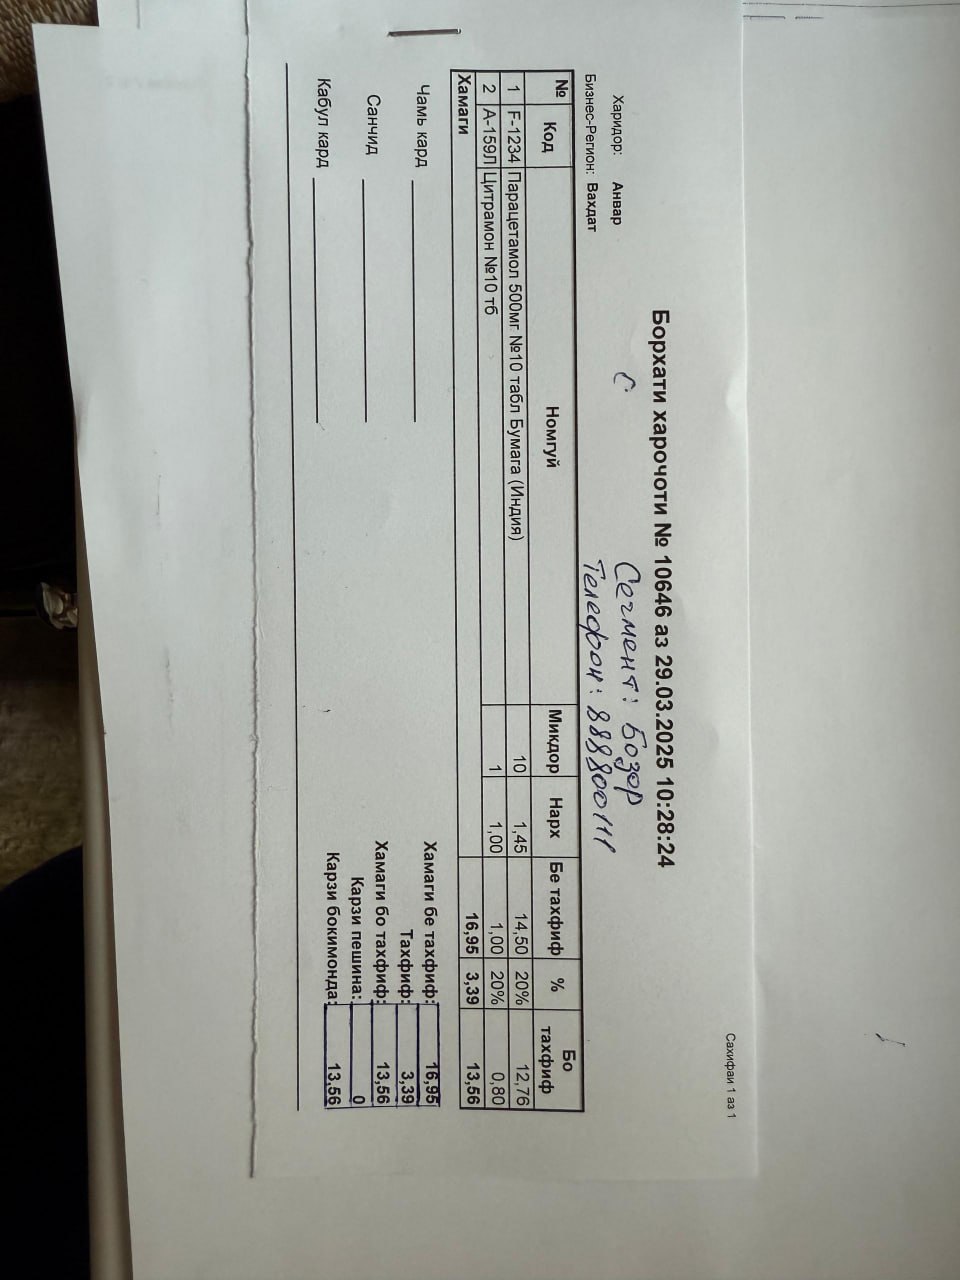 Сахифаи 1 аз 1
Борхати харочоти № 10646 аз 29.03.2025 10:28:24
Харидор: Анвар С Сегмент: Бозор
Бизнес-Регион: Вахдат Телефон:
№ Код Номгуй Микдор Нарх Бе тахфиф % Бо тахфиф
1 F-1234 Парацетамол 500мг №10 табл Бумага (Индия) 10 1,45 14,50 20% 12,76
2 А-159Л Цитрамон №10 тб 1 1,00 1,00 20% 0,80
Хамаги 16,95 3,39 13,56
Чамь кард Хамаги бе тахфиф: 16,95
Тахфиф: 3,39
Санчид Хамаги бо тахфиф: 13,56
Карзи пешина: 0
Кабул кард Карзи бокимонда: 13,56